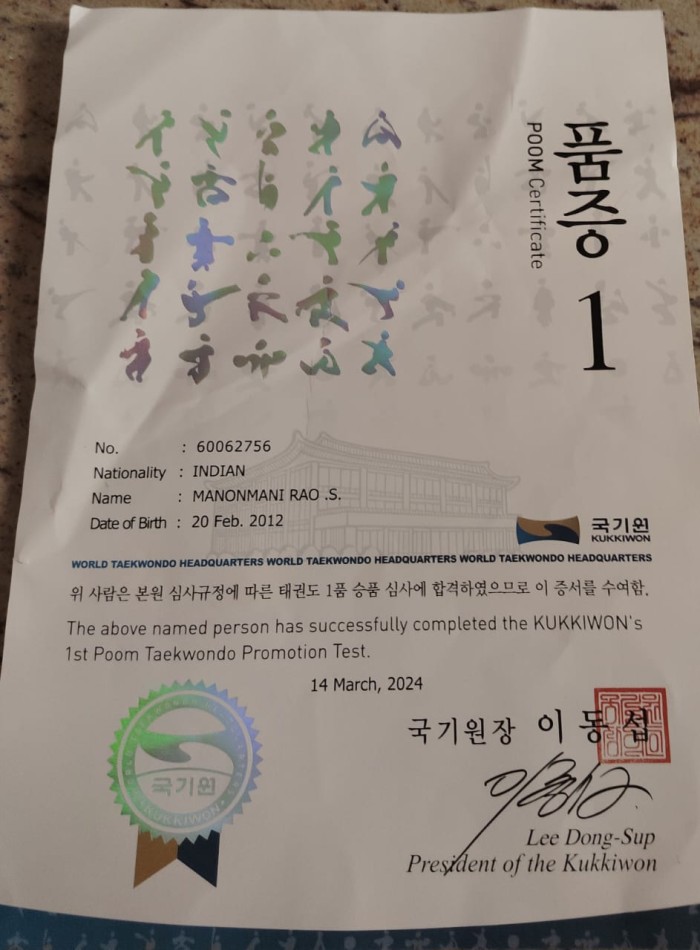 품증
POOM Certificate
1
No. : 60062756
Nationality : INDIAN
Name : MANONMANI RAO .S.
Date of Birth : 20 Feb. 2012
국기원
KUKKIWON
WORLD TAEKWONDO HEADQUARTERS WORLD TAEKWONDO HEADQUARTERS WORLD TAEKWONDO HEADQUARTERS
위 사람은 본원 심사규정에 따른 태권도 1품 승품 심사에 합격하였으므로 이 증서를 수여함.
The above named person has successfully completed the KUKKIWON's
1st Poom Taekwondo Promotion Test.
14 March, 2024
국기원장 이동섭
국기원
KUKKIWON
Lee Dong-Sup
President of the Kukkiwon